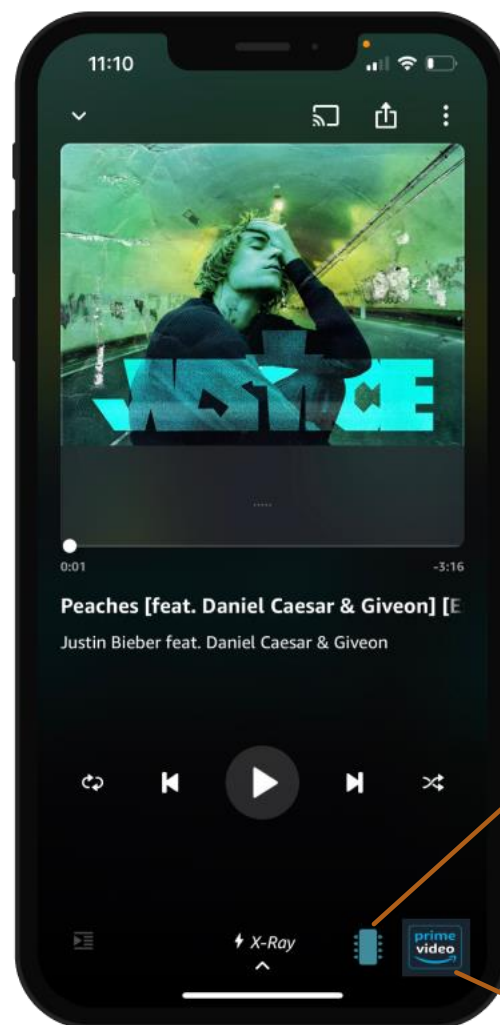 11:10
JUSTICE
.....
0:01
-3:16
Peaches [feat. Daniel Caesar & Giveon] [E
Justin Bieber feat. Daniel Caesar & Giveon
X-Ray
prime
video